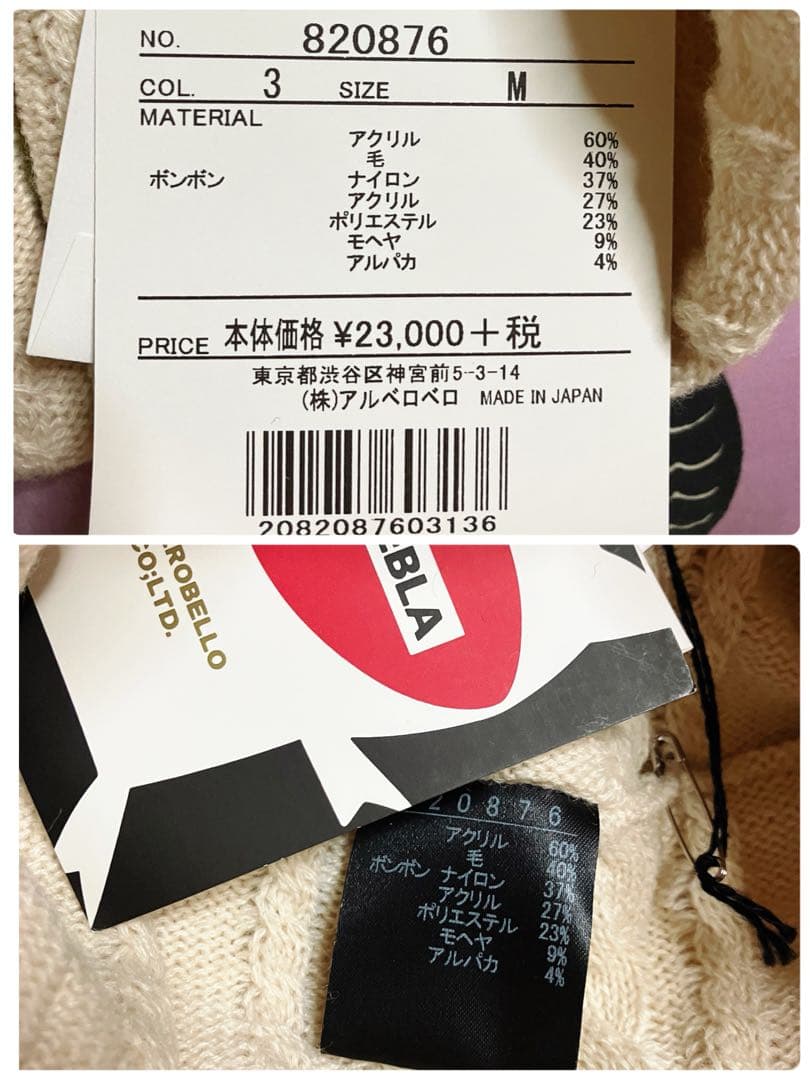 NO. 820876
COL. 3 SIZE M
MATERIAL
アクリル 60%
毛 40%
ボンボン ナイロン 37%
アクリル 27%
ポリエステル 23%
モヘヤ 9%
アルパカ 4%
PRICE 本体価格 ¥23,000+税
東京都渋谷区神宮前5-3-14
(株)アルベロベロ MADE IN JAPAN
2082087603136
EROBELLO
CO;LTD.
EBLA
20876
アクリル 60%
毛 40%
ボンボン ナイロン 37%
アクリル 27%
ポリエステル 23%
モヘヤ 9%
アルパカ 4%